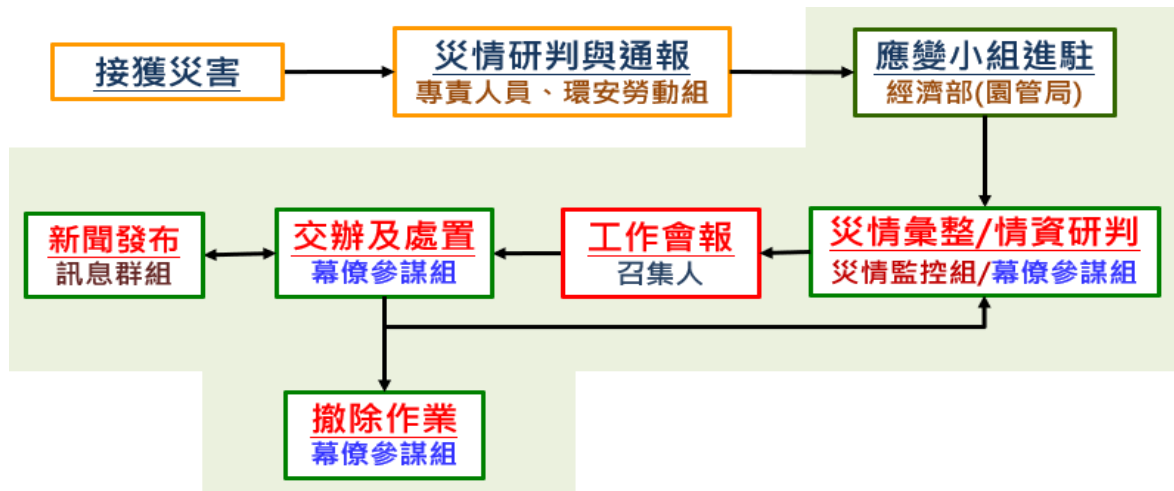 接獲災害
災情研判與通報
專責人員、環安勞動組
應變小組進駐
經濟部(園管局)
新聞發布
訊息群組
交辦及處置
幕僚參謀組
工作會報
召集人
災情彙整/情資研判
災情監控組/幕僚參謀組
撤除作業
幕僚參謀組